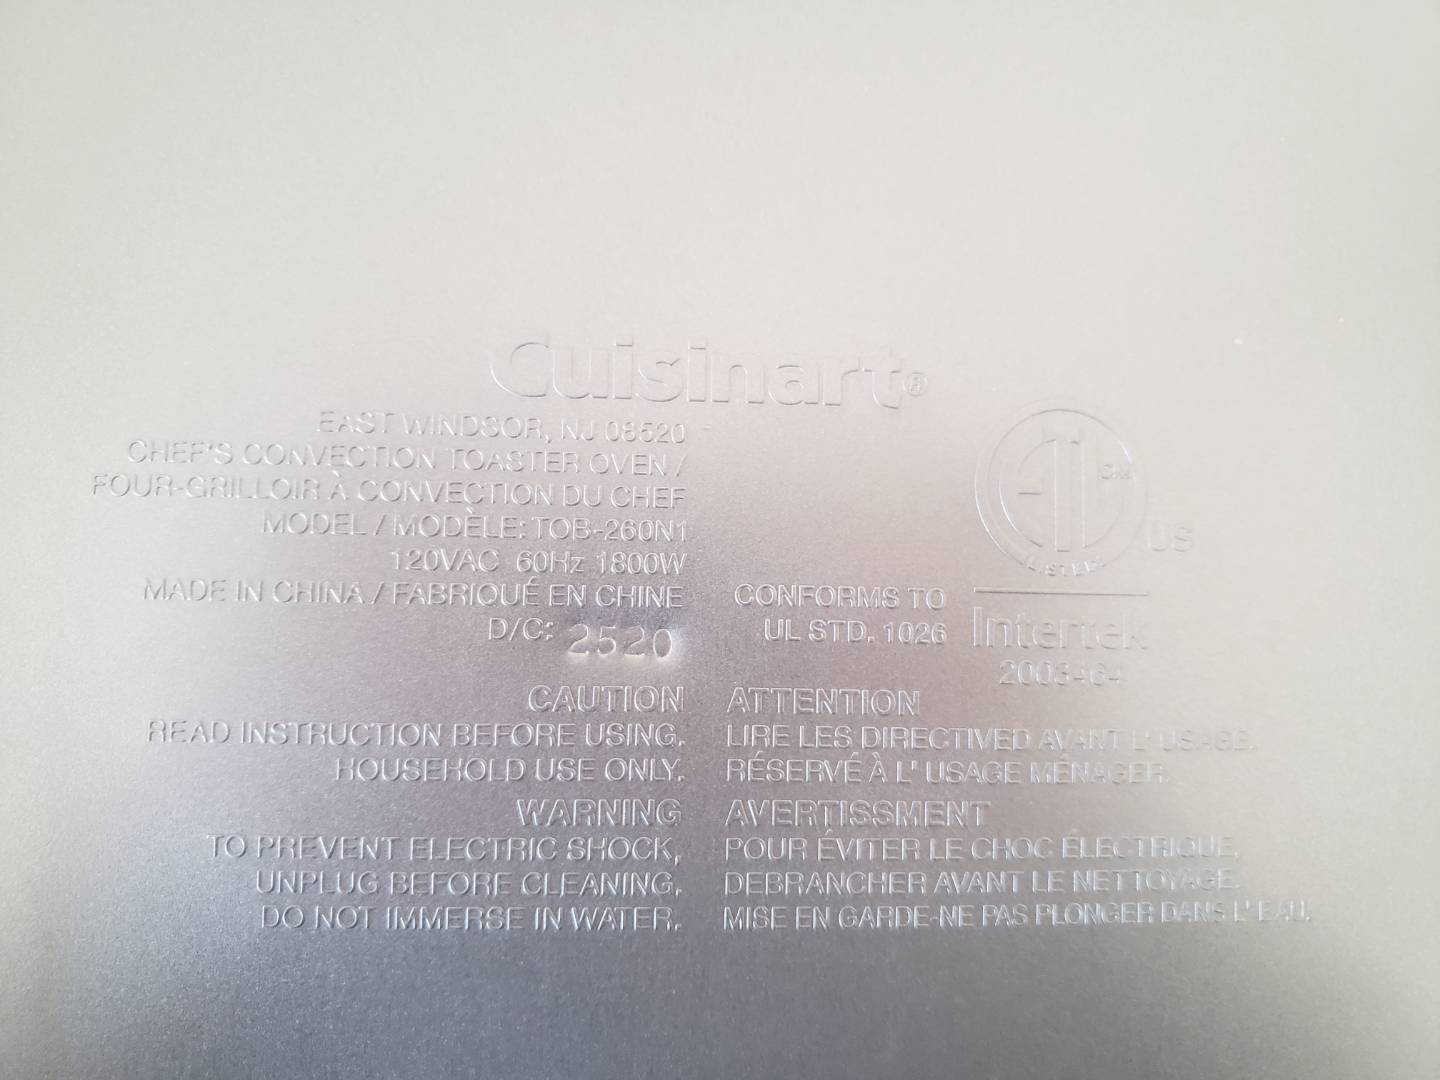 Cuisinart®
EAST WINDSOR, NJ 08520
CHEF'S CONVECTION TOASTER OVEN /
FOUR-GRILLOIR À CONVECTION DU CHEF
MODEL / MODÈLE: TOB-260N1
120VAC 60Hz 1800W
MADE IN CHINA / FABRIQUÉ EN CHINE
D/C: 2520
CONFORMS TO
UL STD. 1026
LISTED
US
Intertek
2003464
CAUTION
READ INSTRUCTION BEFORE USING.
HOUSEHOLD USE ONLY.
WARNING
TO PREVENT ELECTRIC SHOCK,
UNPLUG BEFORE CLEANING.
DO NOT IMMERSE IN WATER.
ATTENTION
LIRE LES DIRECTIVED AVANT L' USAGE.
RÉSERVÉ À L' USAGE MÉNAGER.
AVERTISSMENT
POUR ÉVITER LE CHOC ÉLECTRIQUE,
DEBRANCHER AVANT LE NETTOYAGE.
MISE EN GARDE-NE PAS PLONGER DANS L' EAU.